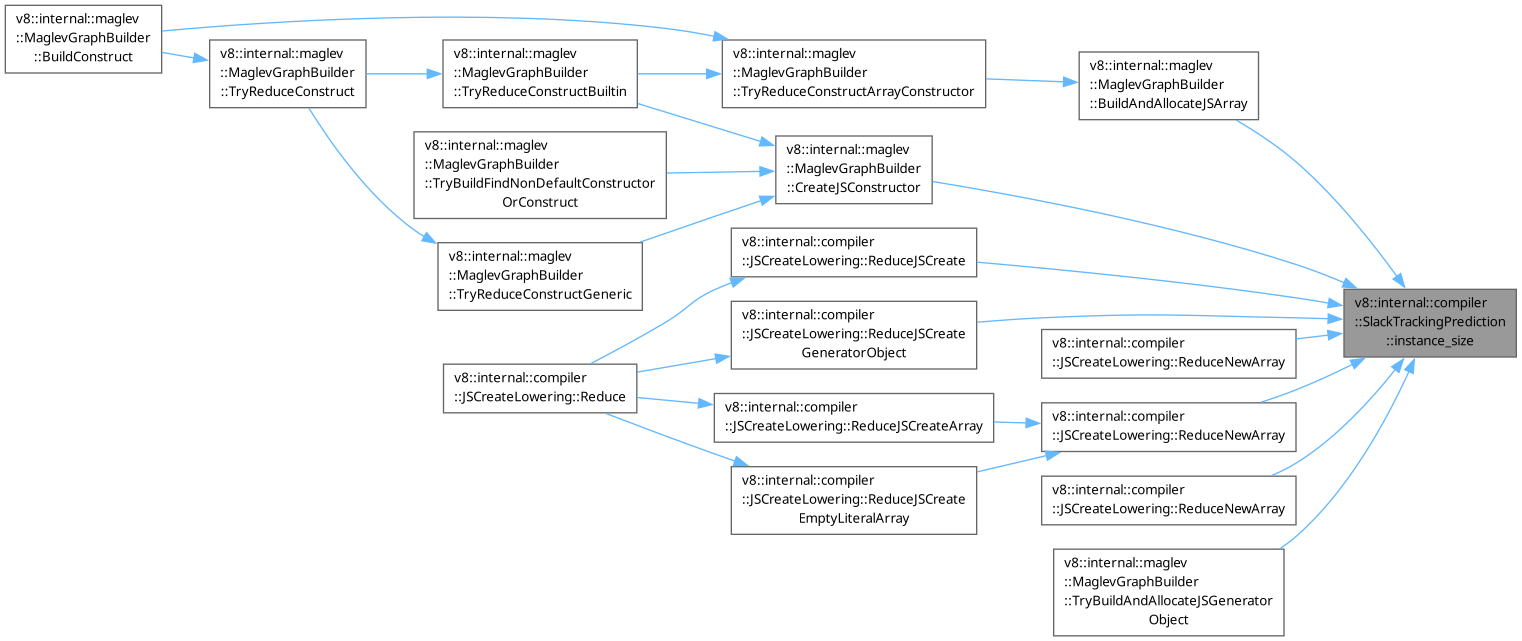 v8::internal::maglev
::MaglevGraphBuilder
::BuildConstruct
v8::internal::maglev
::MaglevGraphBuilder
::TryReduceConstruct
v8::internal::maglev
::MaglevGraphBuilder
::TryReduceConstructBuiltin
v8::internal::maglev
::MaglevGraphBuilder
::TryReduceConstructArrayConstructor
v8::internal::maglev
::MaglevGraphBuilder
::BuildAndAllocateJSArray
v8::internal::maglev
::MaglevGraphBuilder
::TryBuildFindNonDefaultConstructor
OrConstruct
v8::internal::maglev
::MaglevGraphBuilder
::CreateJSConstructor
v8::internal::maglev
::MaglevGraphBuilder
::TryReduceConstructGeneric
v8::internal::compiler
::JSCreateLowering::ReduceJSCreate
v8::internal::compiler
::SlackTrackingPrediction
::instance_size
v8::internal::compiler
::JSCreateLowering::ReduceJSCreate
GeneratorObject
v8::internal::compiler
::JSCreateLowering::ReduceNewArray
v8::internal::compiler
::JSCreateLowering::Reduce
v8::internal::compiler
::JSCreateLowering::ReduceJSCreateArray
v8::internal::compiler
::JSCreateLowering::ReduceNewArray
v8::internal::compiler
::JSCreateLowering::ReduceJSCreate
EmptyLiteralArray
v8::internal::compiler
::JSCreateLowering::ReduceNewArray
v8::internal::maglev
::MaglevGraphBuilder
::TryBuildAndAllocateJSGenerator
Object